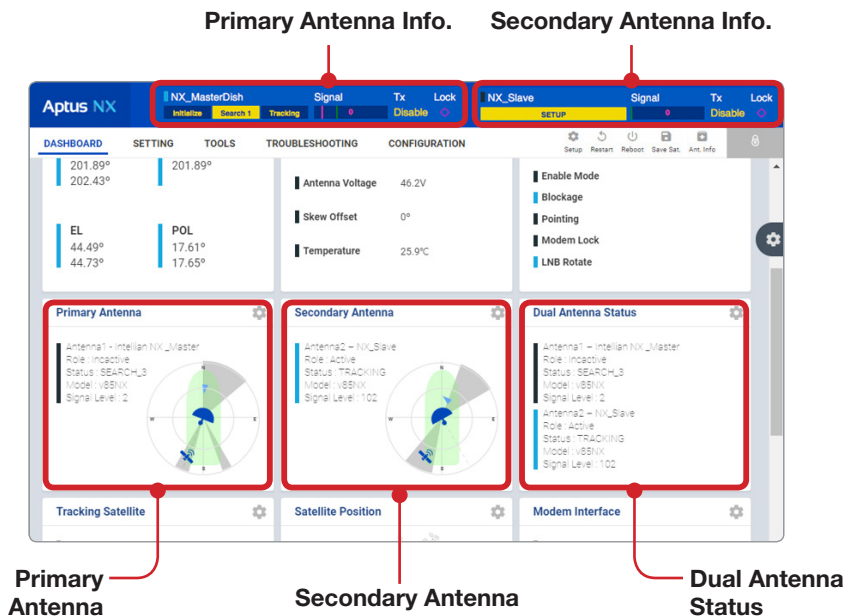 Primary Antenna Info. Secondary Antenna Info.
Aptus NX
NX_MasterDish Signal Tx Lock
Initialize Search 1 Tracking 0 Disable
NX_Slave Signal Tx Lock
SETUP 0 Disable
DASHBOARD SETTING TOOLS TROUBLESHOOTING CONFIGURATION
Setup Restart Reboot Save Sat. Ant. Info
201.89° 201.89°
202.43°
EL POL
44.49° 17.61°
44.73° 17.65°
Antenna Voltage 46.2V
Skew Offset 0°
Temperature 25.9℃
Enable Mode
Blockage
Pointing
Modem Lock
LNB Rotate
Primary Antenna
Antenna1 - Intellian NX _Master
Role : Incactive
Status : SEARCH_3
Model : v85NX
Signal Level : 2
N
W E
S
Secondary Antenna
Antenna2 – NX_Slave
Role : Active
Status : TRACKING
Model : v85NX
Signal Level : 102
N
W E
S
Dual Antenna Status
Antenna1 – Intellian NX _Master
Role : Incactive
Status : SEARCH_3
Model : v85NX
Signal Level : 2
Antenna2 – NX_Slave
Role : Active
Status : TRACKING
Model : v85NX
Signal Level : 102
Tracking Satellite Satellite Position Modem Interface
Primary
Antenna
Secondary Antenna
Dual Antenna
Status